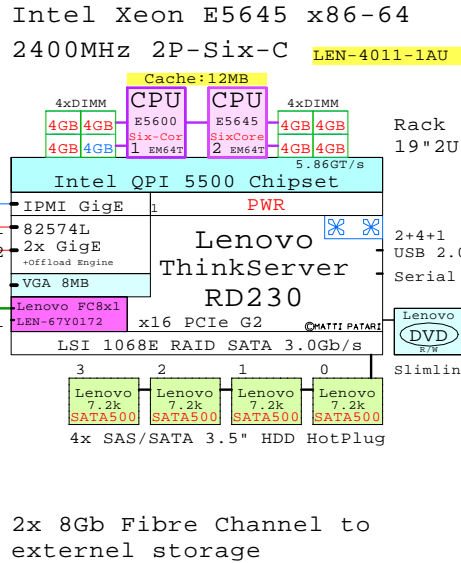 Intel Xeon E5645 x86-64
2400MHz 2P-Six-C
LEN-4011-1AU
Cache:12MB
4xDIMM
CPU
CPU
4xDIMM
4GB 4GB
E5600
E5645
4GB 4GB
Six-Cor
SixCore
4GB 4GB
1 EM64T
2 EM64T
4GB 4GB
Rack
19"2U
5.86GT/s
Intel QPI 5500 Chipset
IPMI GigE
1
PWR
82574L
2x GigE
+Offload Engine
Lenovo
ThinkServer
RD230
2+4+1
USB 2.0
Serial
VGA 8MB
Lenovo FC8x1
LEN-67Y0172
x16 PCIe G2
©MATTI PATARI
Lenovo
DVD
R/W
LSI 1068E RAID SATA 3.0Gb/s
Slimlin
3
2
1
0
Lenovo
7.2k
SATA500
Lenovo
7.2k
SATA500
Lenovo
7.2k
SATA500
Lenovo
7.2k
SATA500
4x SAS/SATA 3.5" HDD HotPlug
2x 8Gb Fibre Channel to
externel storage